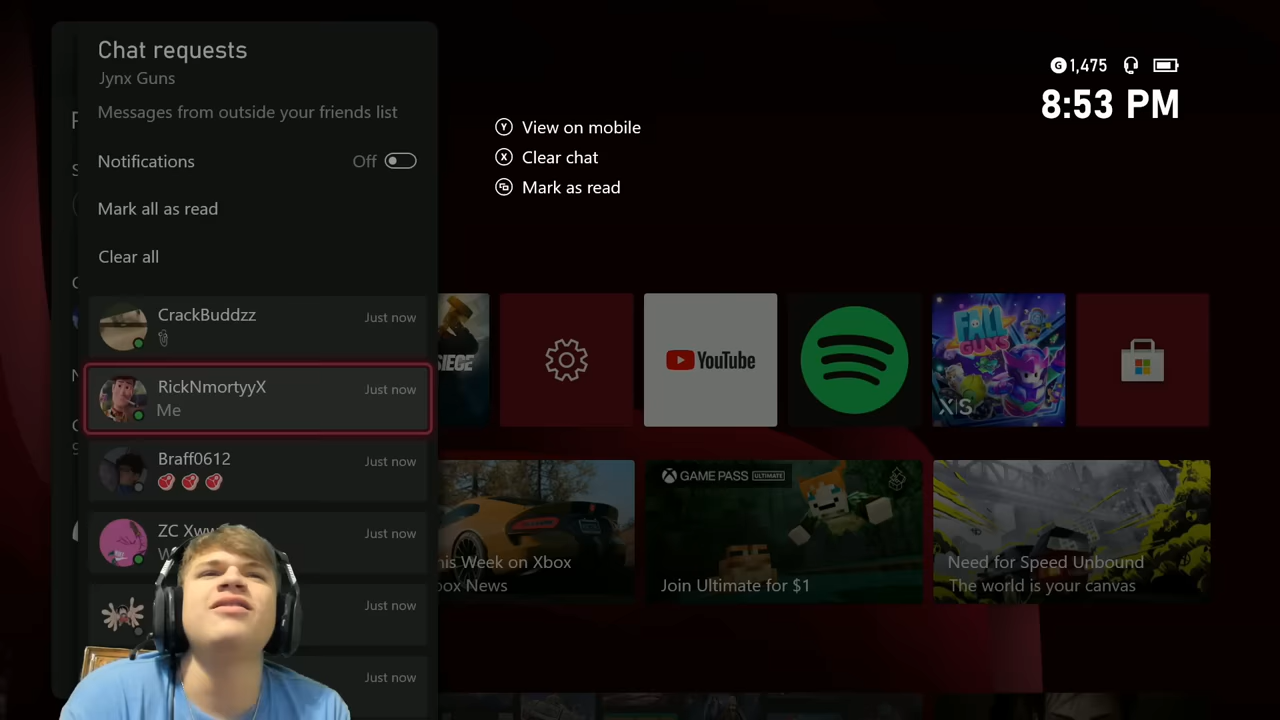 Chat requests
Jynx Guns
Messages from outside your friends list
Notifications
Off
Mark all as read
Clear all
CrackBuddzz
Just now
RickNmortyyX
Just now
Me
Braff0612
Just now
ZC
Just now
Just now
Just now
Y View on mobile
X Clear chat
Mark as read
G 1,475
8:53 PM
SIEGE
YouTube
FALL
GUYS
X|S
his Week on Xbox
box News
GAME PASS ULTIMATE
Join Ultimate for $1
Need for Speed Unbound
The world is your canvas